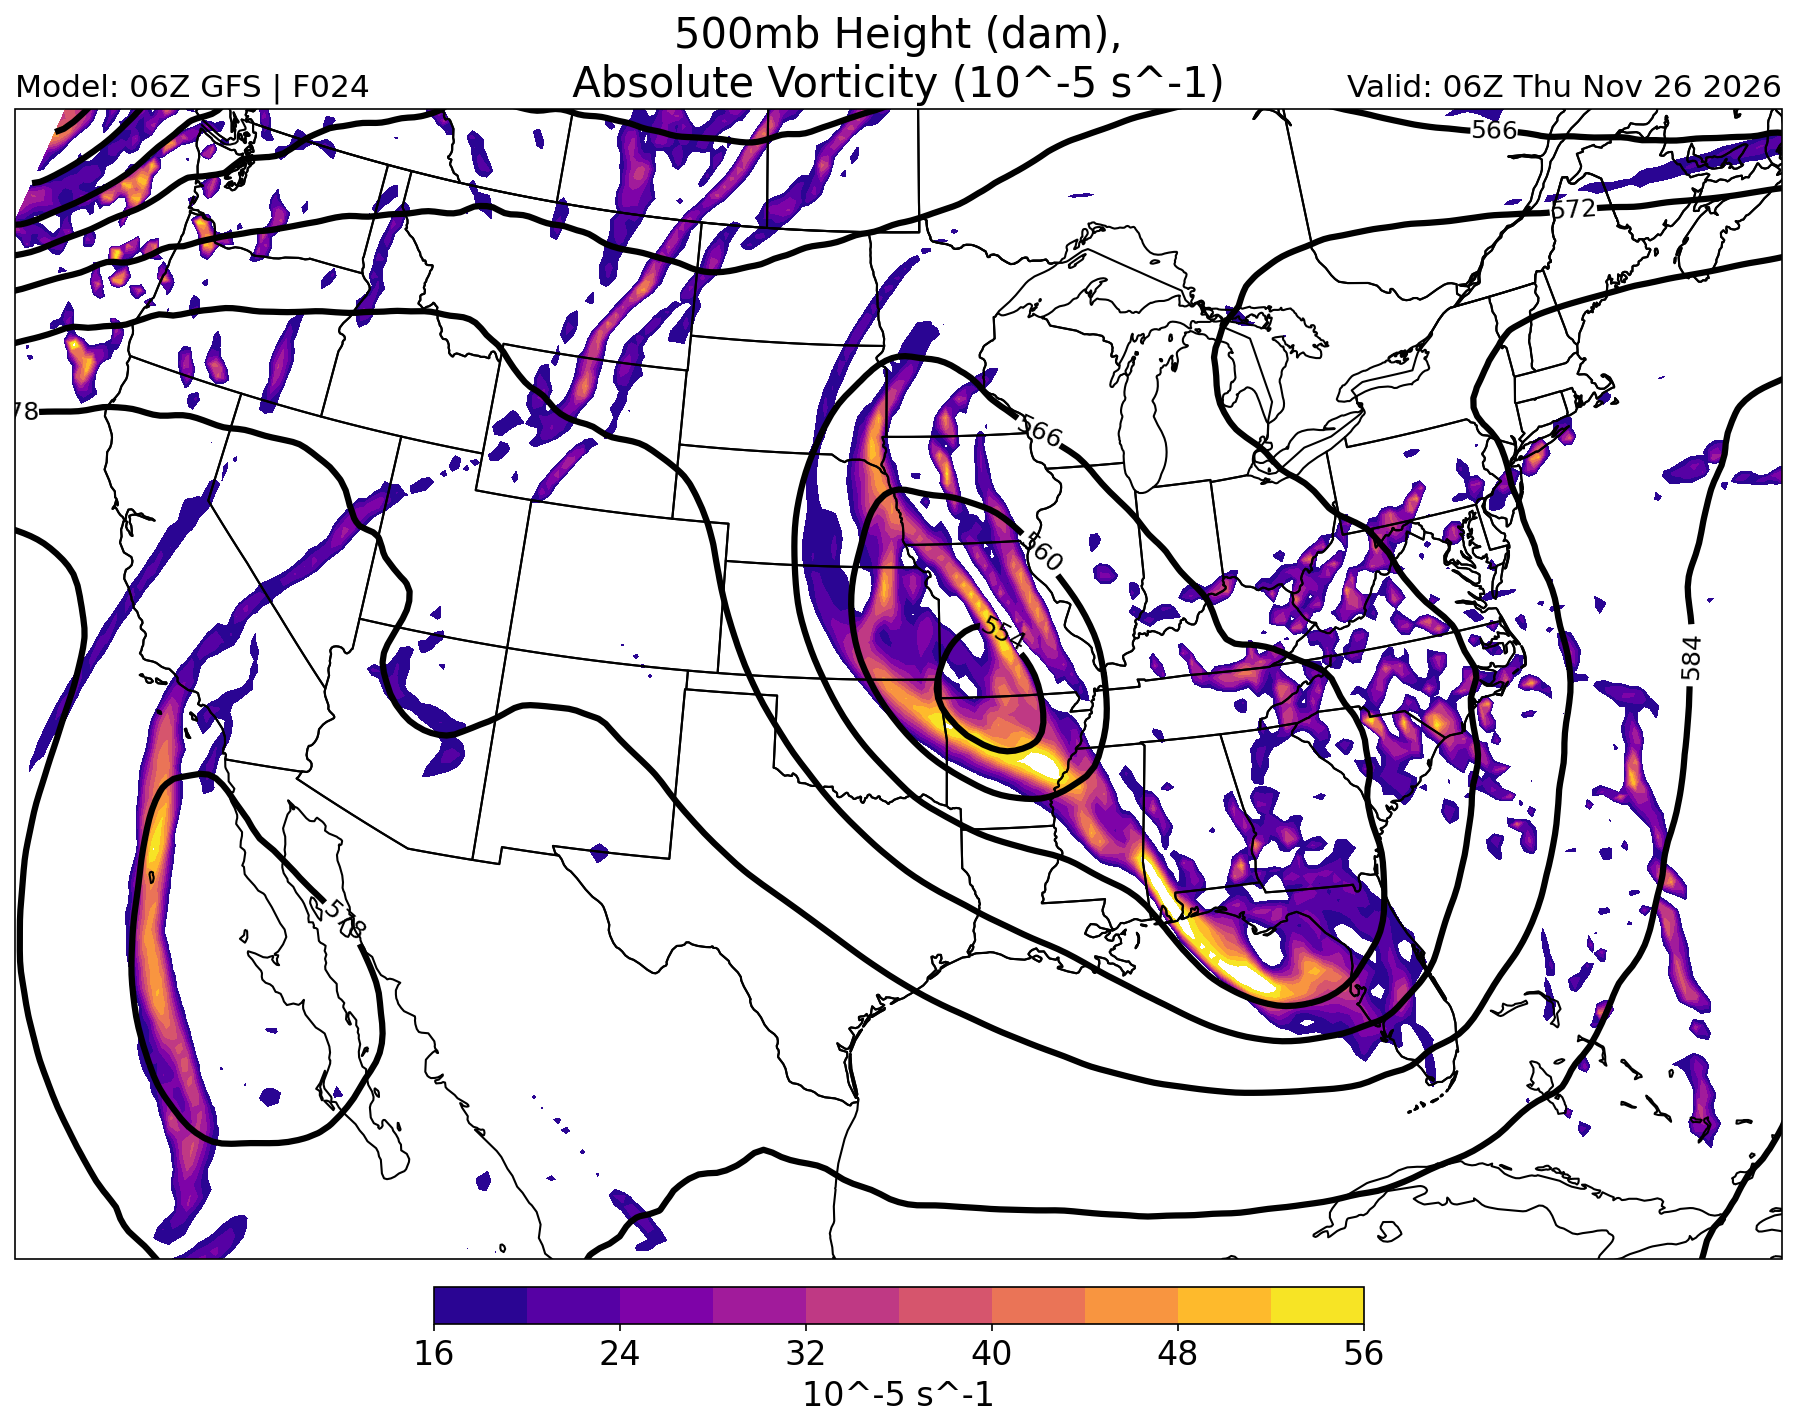 500mb Height (dam),
Absolute Vorticity (10^-5 s^-1)
Model: 06Z GFS | F024
Valid: 06Z Thu Nov 26 2026
566
572
78
566
560
554
584
578
16 24 32 40 48 56
10^-5 s^-1